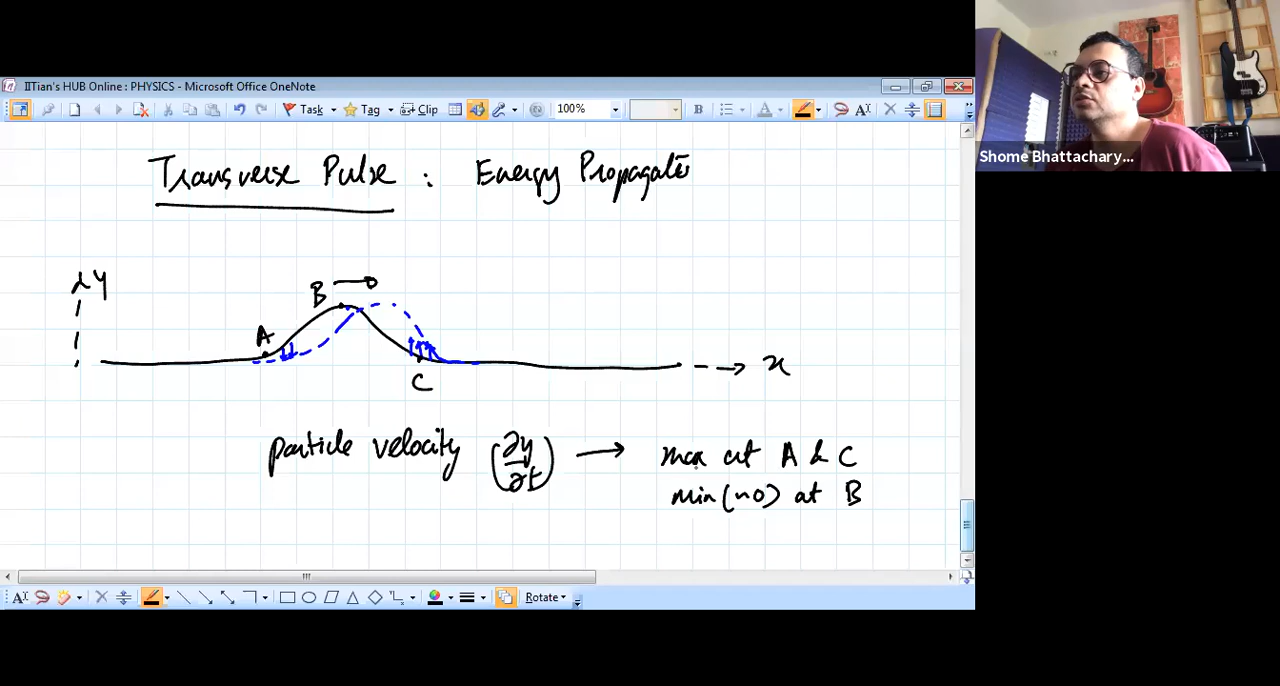 IITian's HUB Online : PHYSICS - Microsoft Office OneNote
Task Tag Clip 100% B A
Shome Bhattachary...
Transverse Pulse : Energy Propagate
y
B
A
C
x
particle velocity (∂y/∂t) → max at A & C
min (no) at B
A Rotate